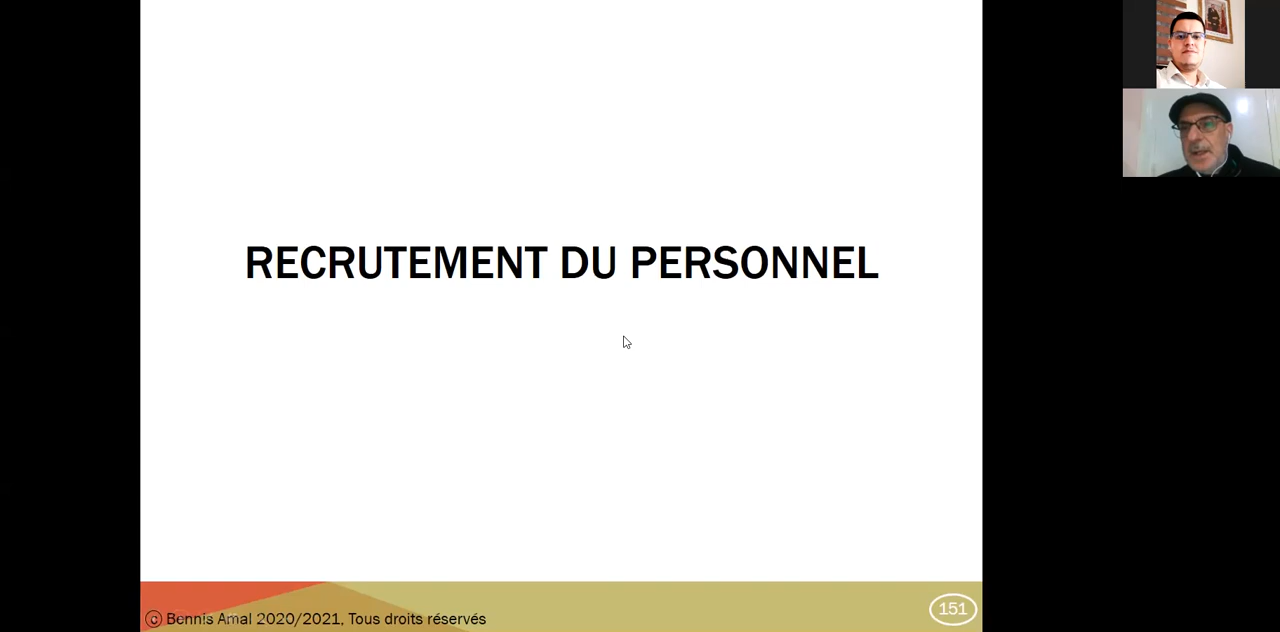 RECRUTEMENT DU PERSONNEL
© Bennis Amal 2020/2021, Tous droits réservés
151